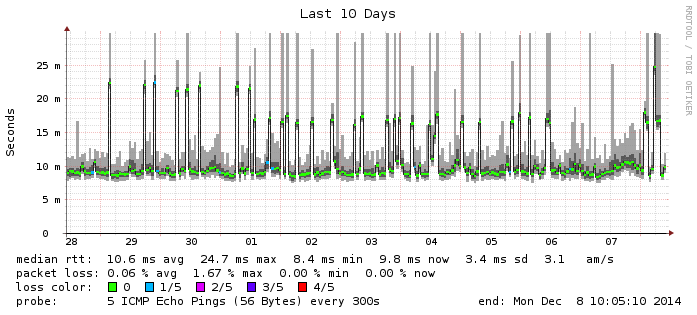 Last 10 Days
RRDTOOL / TOBI OETIKER
Seconds
25 m
20 m
15 m
10 m
5 m
0
28 29 30 01 02 03 04 05 06 07
median rtt: 10.6 ms avg 24.7 ms max 8.4 ms min 9.8 ms now 3.4 ms sd 3.1 am/s
packet loss: 0.06 % avg 1.67 % max 0.00 % min 0.00 % now
loss color: 0 1/5 2/5 3/5 4/5
probe: 5 ICMP Echo Pings (56 Bytes) every 300s end: Mon Dec 8 10:05:10 2014